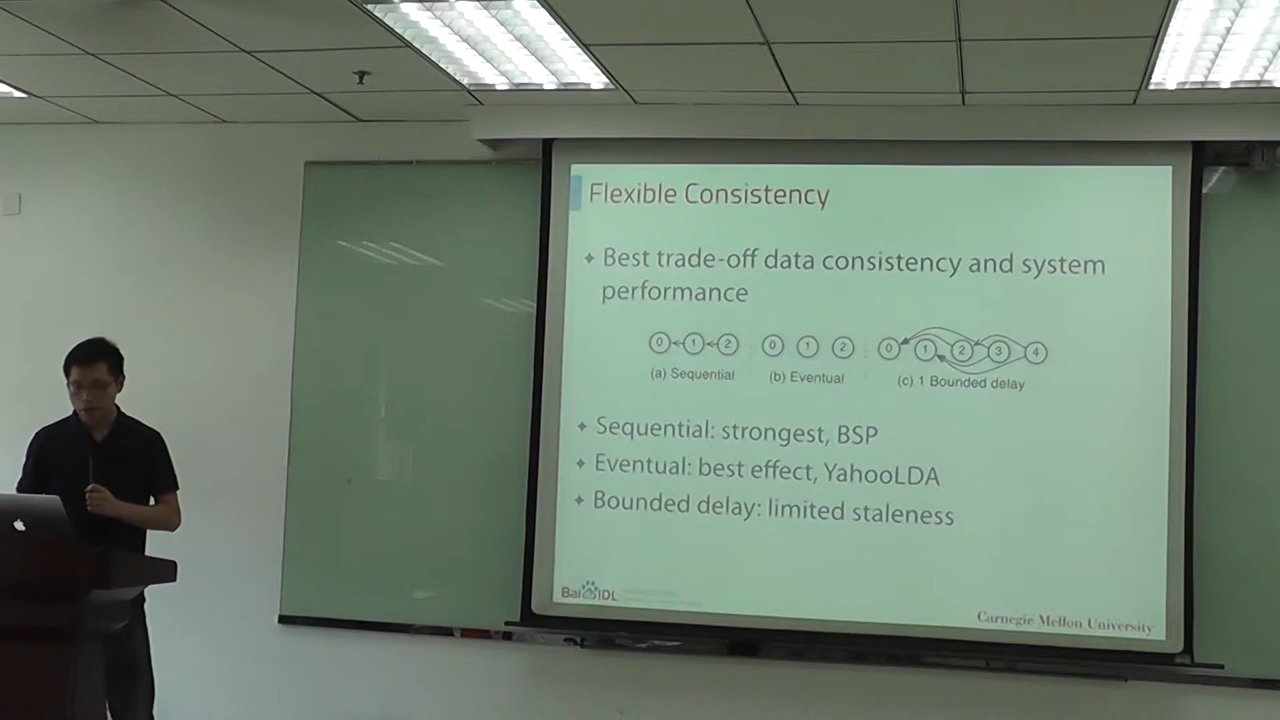 Flexible Consistency
Best trade-off data consistency and system
performance
0 1 2 0 1 2 0 1 2 3 4
(a) Sequential (b) Eventual (c) 1 Bounded delay
Sequential: strongest, BSP
Eventual: best effect, YahooLDA
Bounded delay: limited staleness
Bai IDL
Carnegie Mellon University